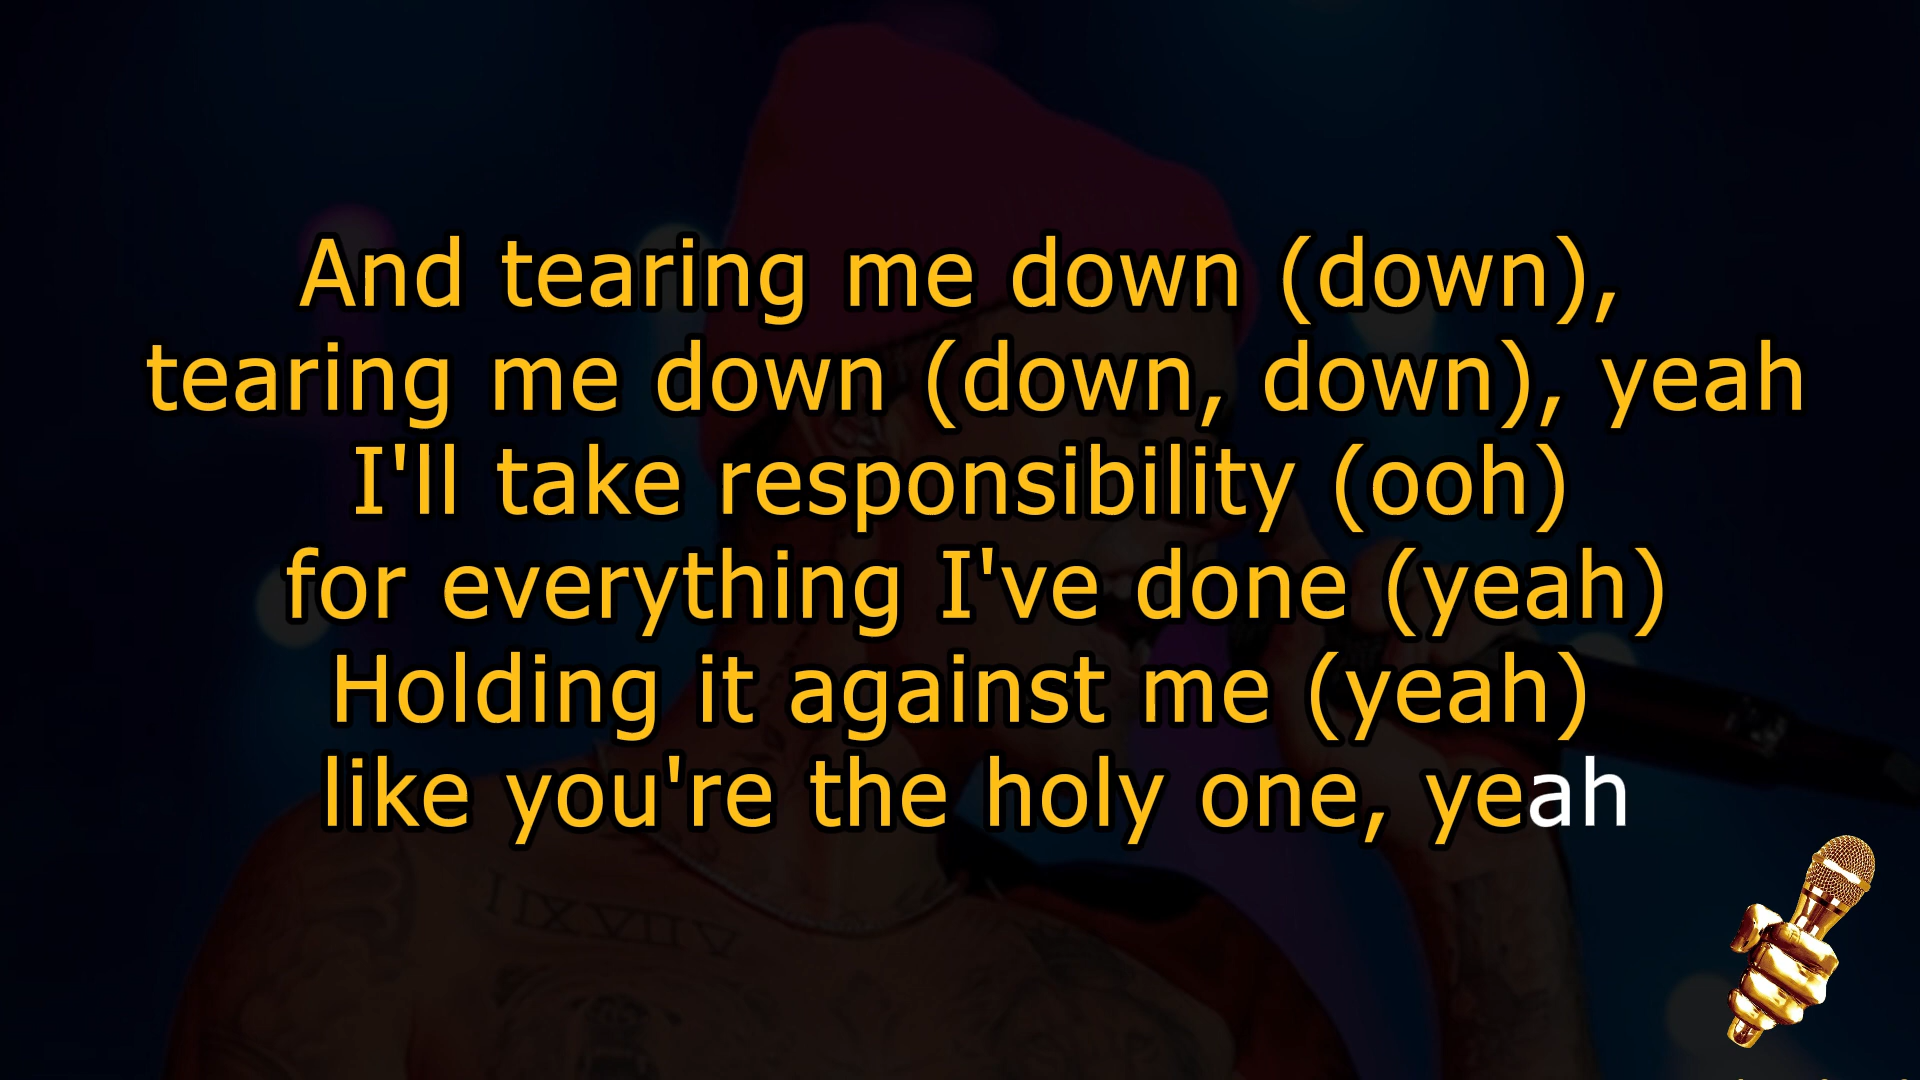 And tearing me down (down),
tearing me down (down, down), yeah
I'll take responsibility (ooh)
for everything I've done (yeah)
Holding it against me (yeah)
like you're the holy one, yeah
IIXVIIV